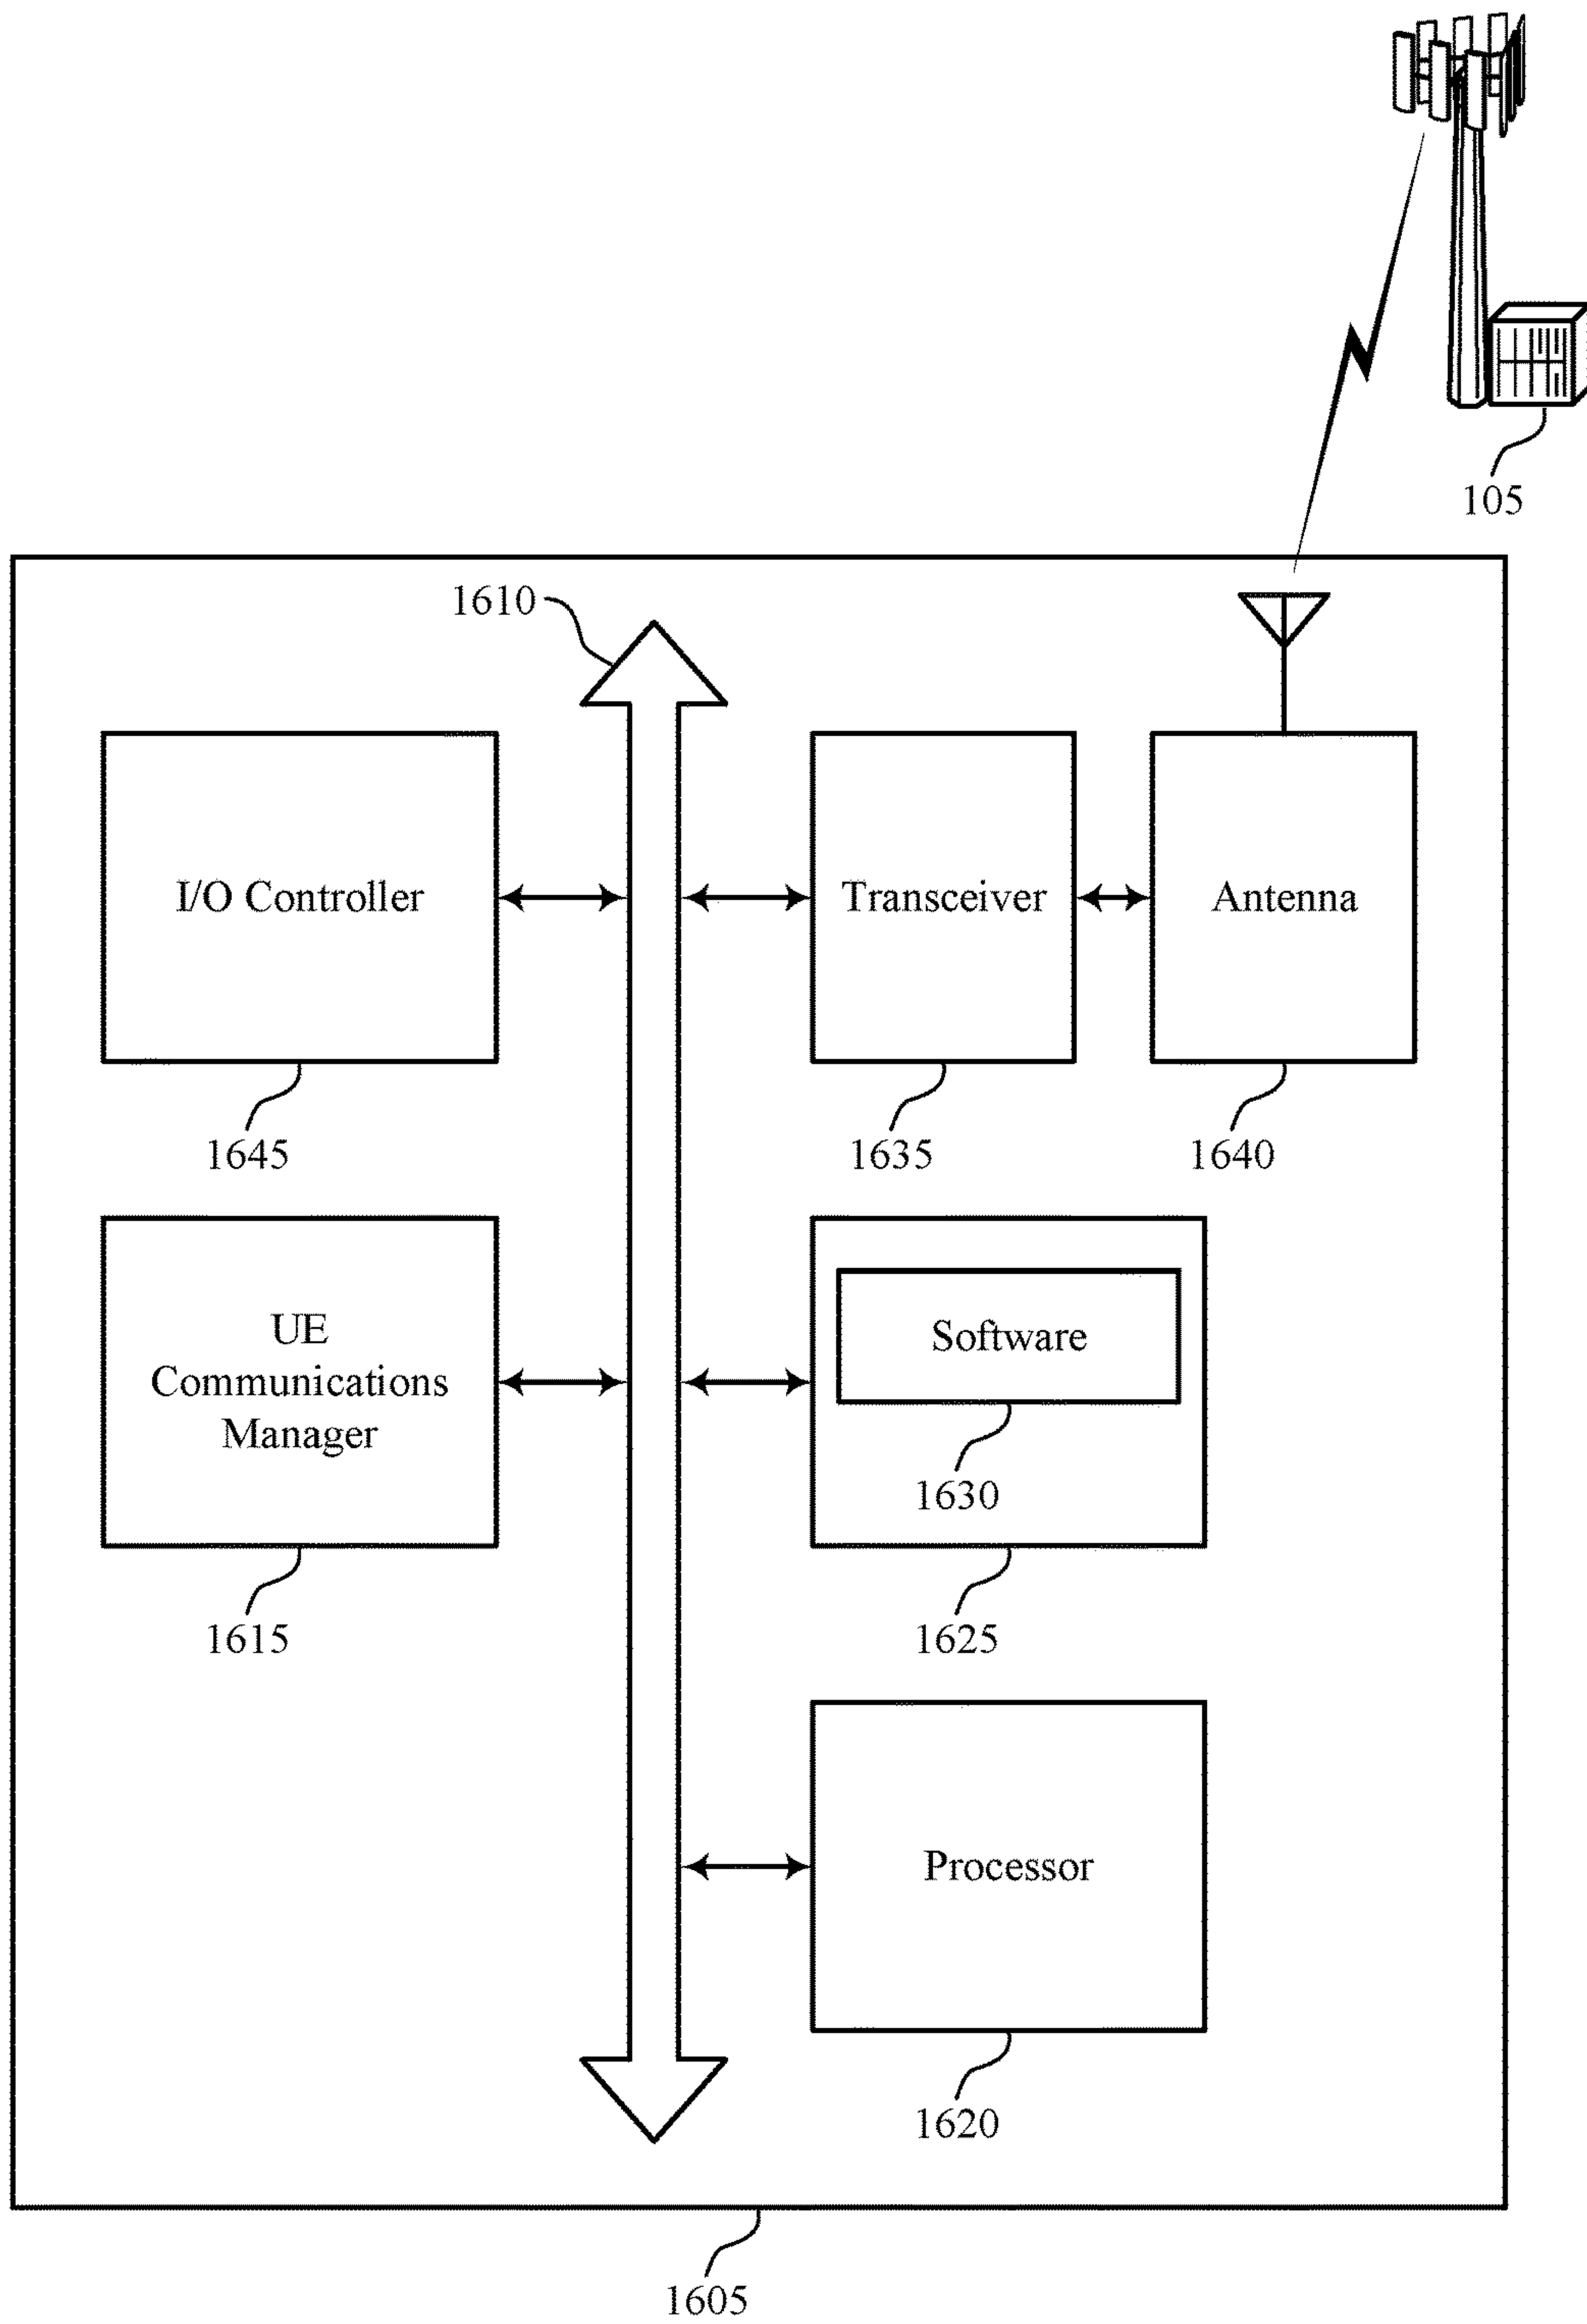 105
1610
I/O Controller
Transceiver
Antenna
1645
1635
1640
UE
Communications
Manager
Software
1630
1615
1625
Processor
1620
1605